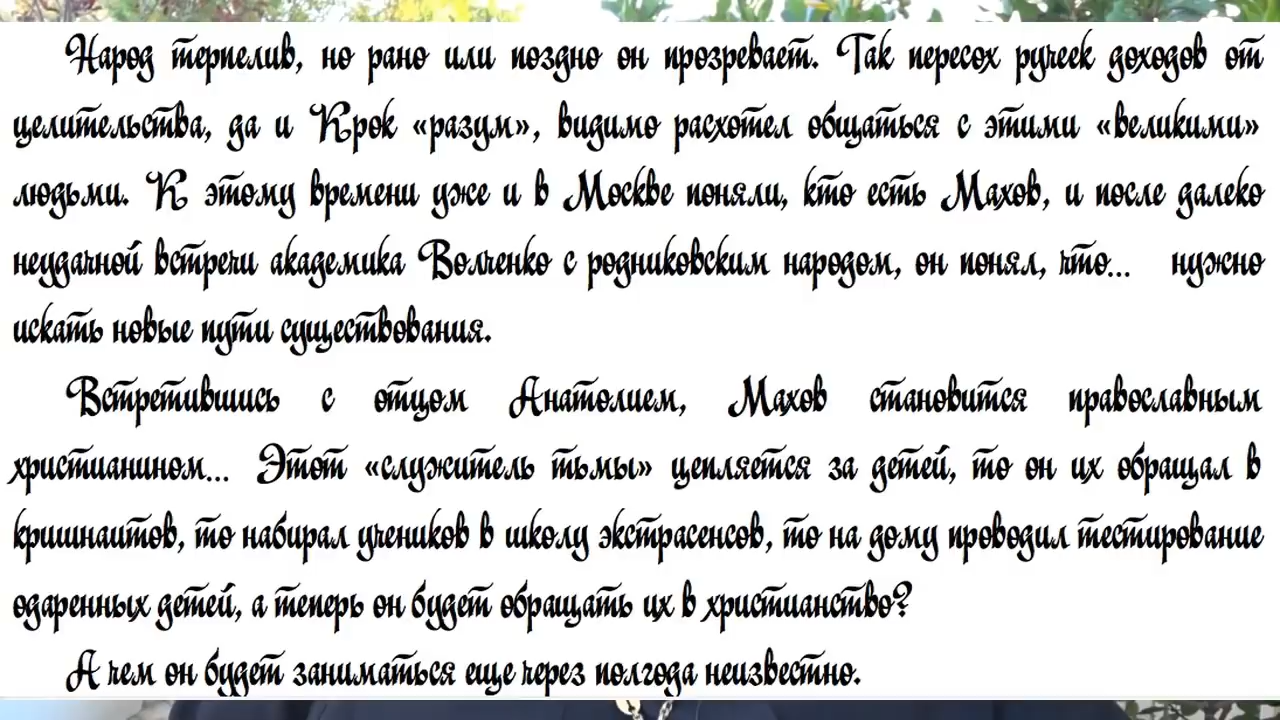 Народ терпелив, но рано или поздно он прозревает. Так пересох ручеек доходов от
целительства, да и Крок «разум», видимо расхотел общаться с этими «великими»
людьми. К этому времени уже и в Москве поняли, кто есть Махов, и после далеко
неудачной встречи академика Волченко с родниковским народом, он понял, что... нужно
искать новые пути существования.
Встретившись с отцом Анатолием, Махов становится православным
христианином... Этот «служитель тьмы» цепляется за детей, то он их обращал в
кришнаитов, то набирал учеников в школу экстрасенсов, то на дому проводил тестирование
одаренных детей, а теперь он будет обращать их в христианство?
А чем он будет заниматься еще через полгода неизвестно.